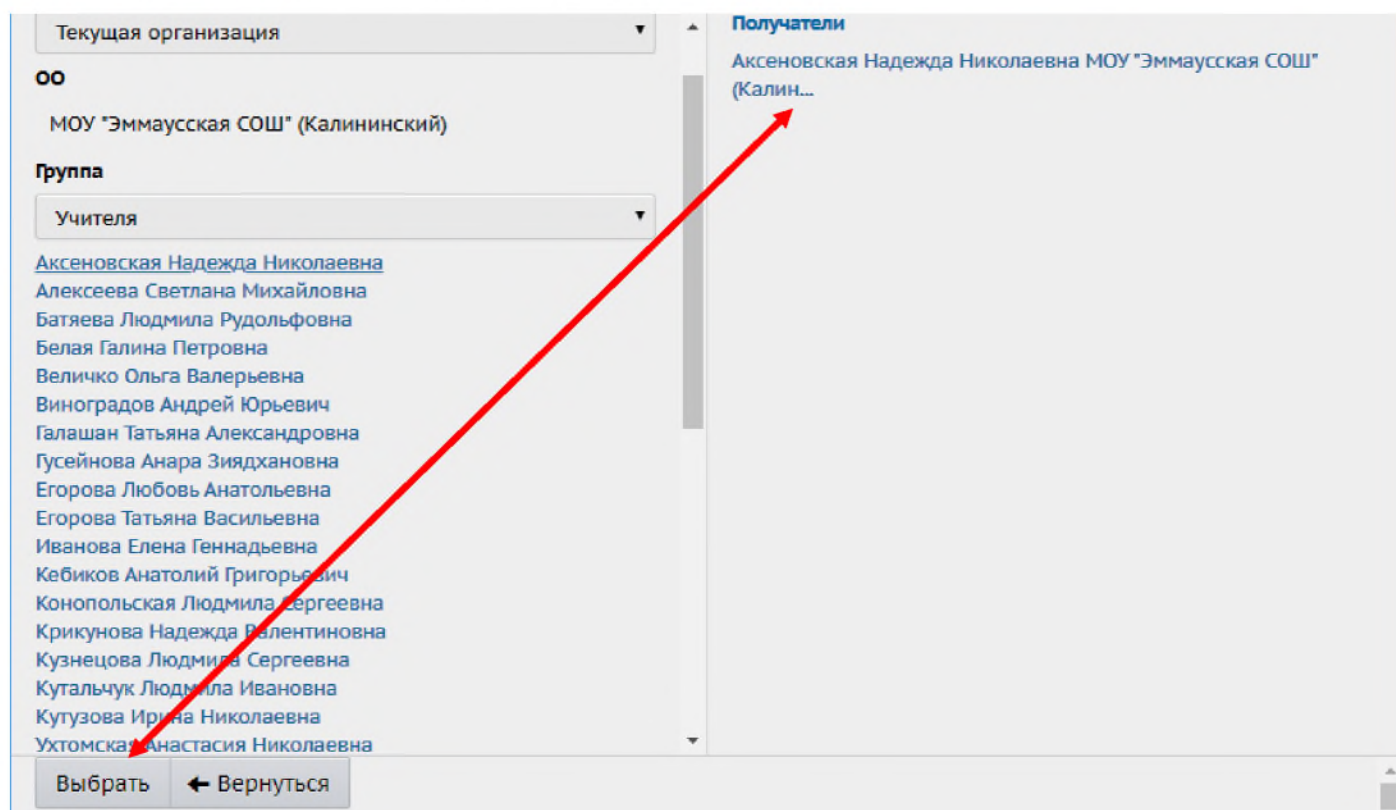 Текущая организация
ОО
МОУ "Эммаусская СОШ" (Калининский)
Группа
Учителя
Аксеновская Надежда Николаевна
Алексеева Светлана Михайловна
Батяева Людмила Рудольфовна
Белая Галина Петровна
Величко Ольга Валерьевна
Виноградов Андрей Юрьевич
Галашан Татьяна Александровна
Гусейнова Анара Зиядхановна
Егорова Любовь Анатольевна
Егорова Татьяна Васильевна
Иванова Елена Геннадьевна
Кебиков Анатолий Григорьевич
Конопольская Людмила Сергеевна
Крикунова Надежда Валентиновна
Кузнецова Людмила Сергеевна
Кутальчук Людмила Ивановна
Кутузова Ирина Николаевна
Ухтомская Анастасия Николаевна
Получатели
Аксеновская Надежда Николаевна МОУ "Эммаусская СОШ"
(Калин...
Выбрать
Вернуться